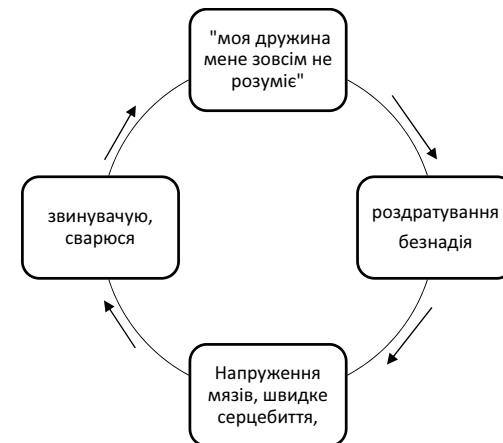 "моя дружина
мене зовсім не
розуміє"
роздратування
безнадія
Напруження
мязів, швидке
серцебиття,
звинувачую,
сварюся